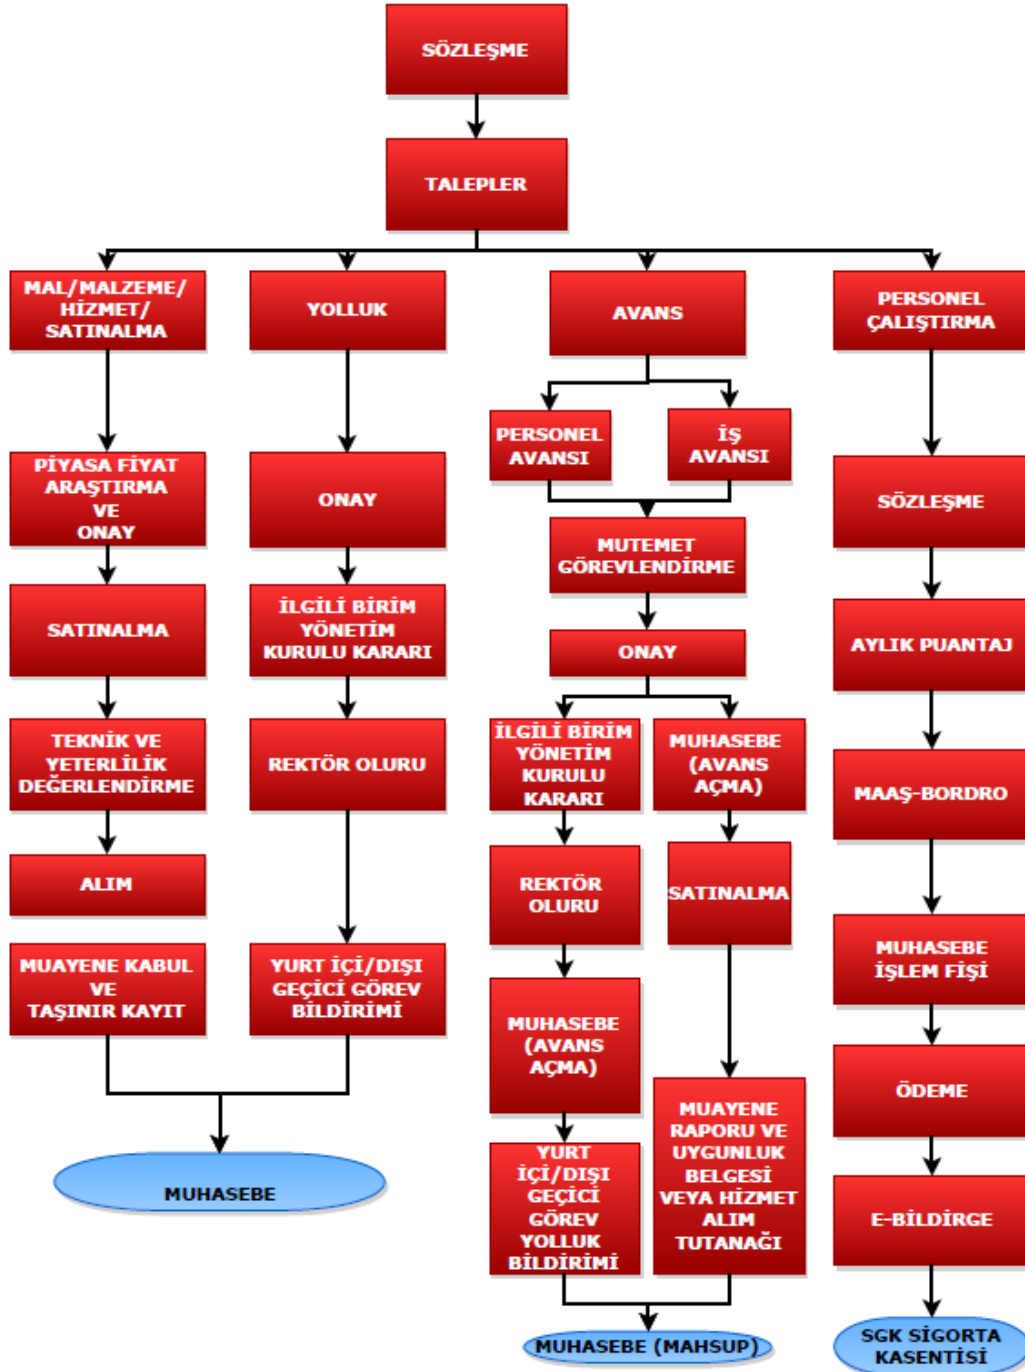 SÖZLEŞME
TALEPLER
MAL/MALZEME/
HİZMET/
SATINALMA
YOLLUK
AVANS
PERSONEL
ÇALIŞTIRMA
PERSONEL
AVANSI
İŞ
AVANSI
PİYASA FİYAT
ARAŞTIRMA
VE
ONAY
ONAY
SÖZLEŞME
MUTEMET
GÖREVLENDİRME
SATINALMA
İLGİLİ BİRİM
YÖNETİM
KURULU KARARI
ONAY
AYLIK PUANTAJ
TEKNİK VE
YETERLİLİK
DEĞERLENDİRME
REKTÖR OLURU
İLGİLİ BİRİM
YÖNETİM
KURULU
KARARI
MUHASEBE
(AVANS
AÇMA)
MAAŞ-BORDRO
ALIM
REKTÖR
OLURU
SATINALMA
MUAYENE KABUL
VE
TAŞINIR KAYIT
YURT İÇİ/DIŞI
GEÇİCİ GÖREV
BİLDİRİMİ
MUHASEBE
İŞLEM FİŞİ
MUHASEBE
(AVANS
AÇMA)
ÖDEME
MUAYENE
RAPORU VE
UYGUNLUK
BELGESİ
VEYA HİZMET
ALIM
TUTANAĞI
YURT
İÇİ/DIŞI
GEÇİCİ
GÖREV
YOLLUK
BİLDİRİMİ
MUHASEBE
E-BİLDİRGE
MUHASEBE (MAHSUP)
SGK SİGORTA
KASENTİSİ